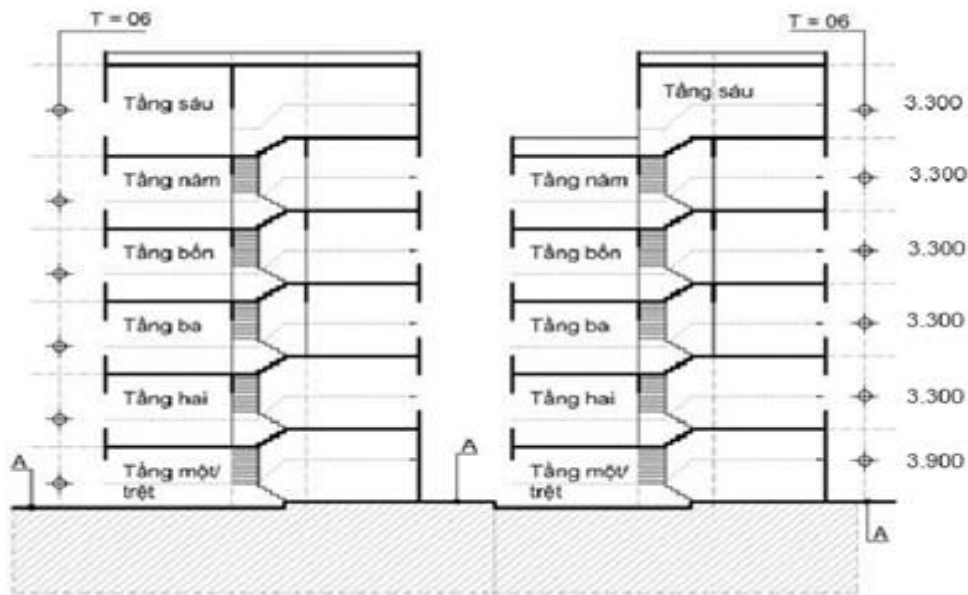 T = 06
T = 06
Tầng sáu
Tầng sáu
3.300
Tầng năm
Tầng năm
3.300
Tầng bốn
Tầng bốn
3.300
Tầng ba
Tầng ba
3.300
Tầng hai
Tầng hai
3.300
A
A
Tầng một/
trệt
Tầng một/
trệt
3.900
A